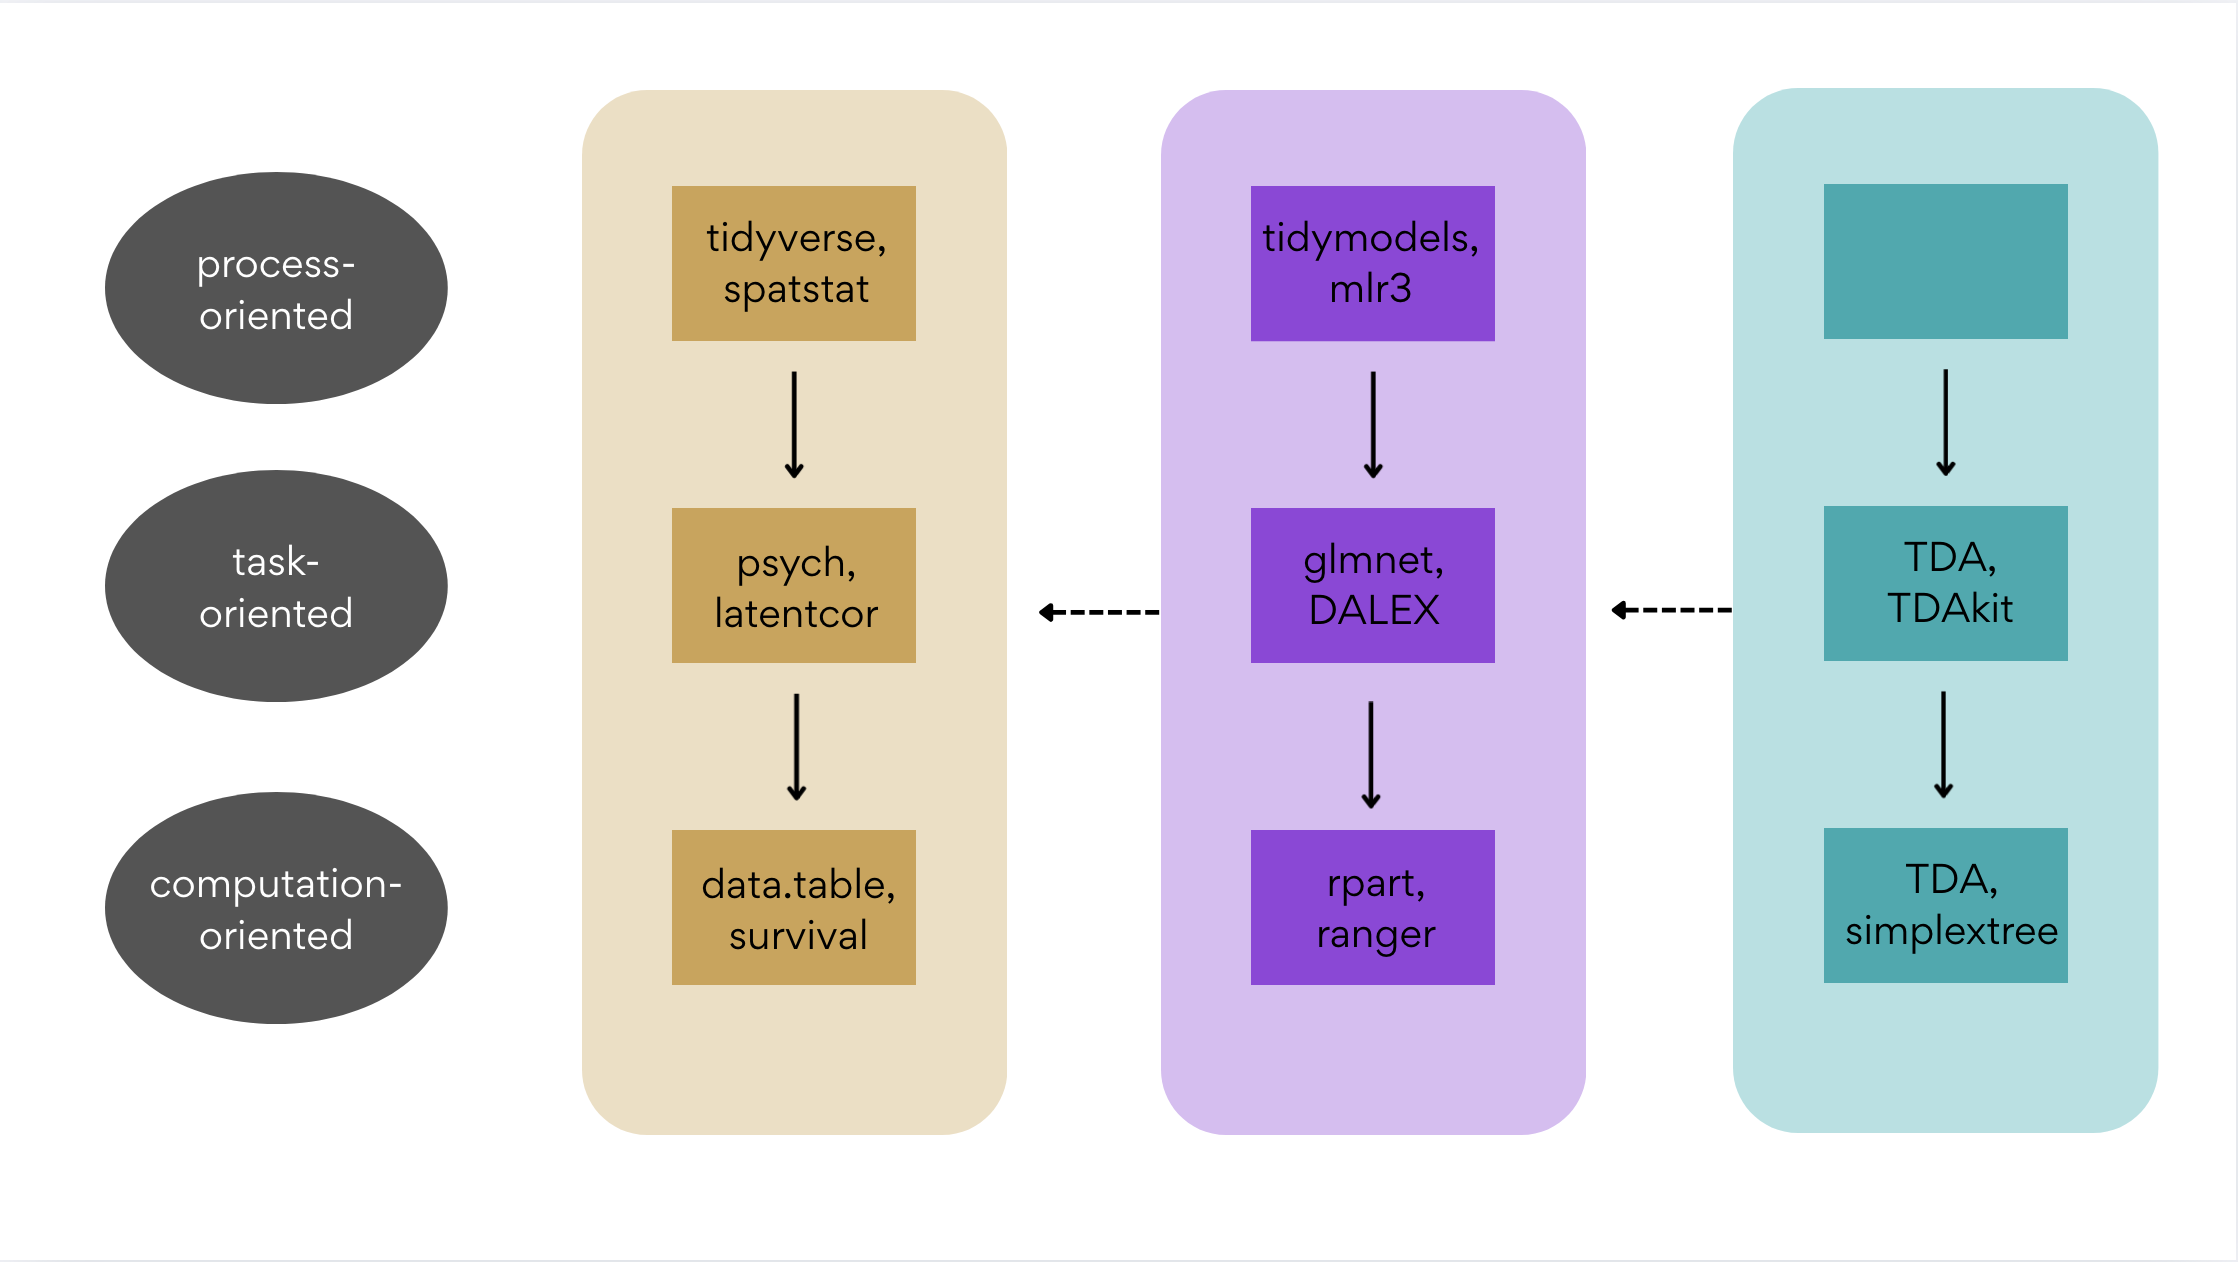 process-
oriented
tidyverse,
spatstat
tidymodels,
mlr3
task-
oriented
psych,
latentcor
glmnet,
DALEX
TDA,
TDAkit
computation-
oriented
data.table,
survival
rpart,
ranger
TDA,
simplextree